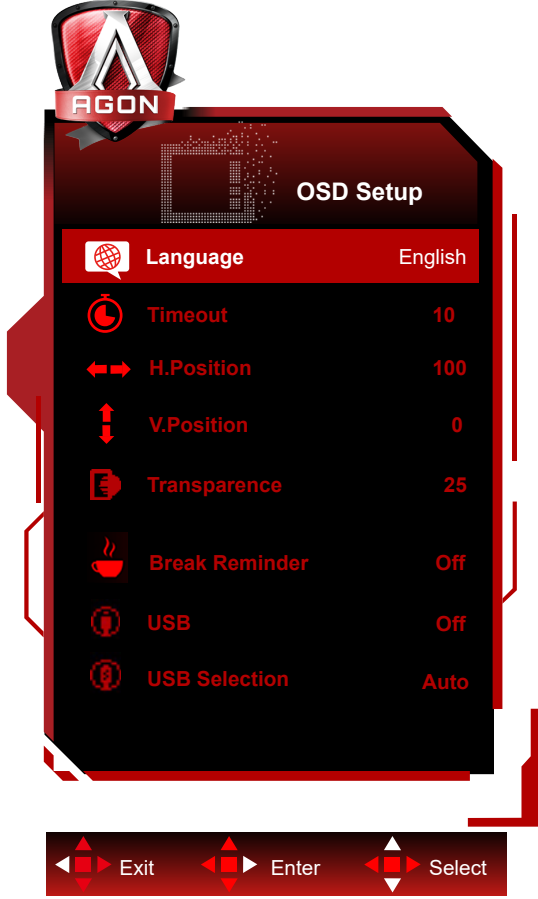 AGON
OSD Setup
Language English
Timeout 10
H.Position 100
V.Position 0
Transparence 25
Break Reminder Off
USB Off
USB Selection Auto
Exit Enter Select